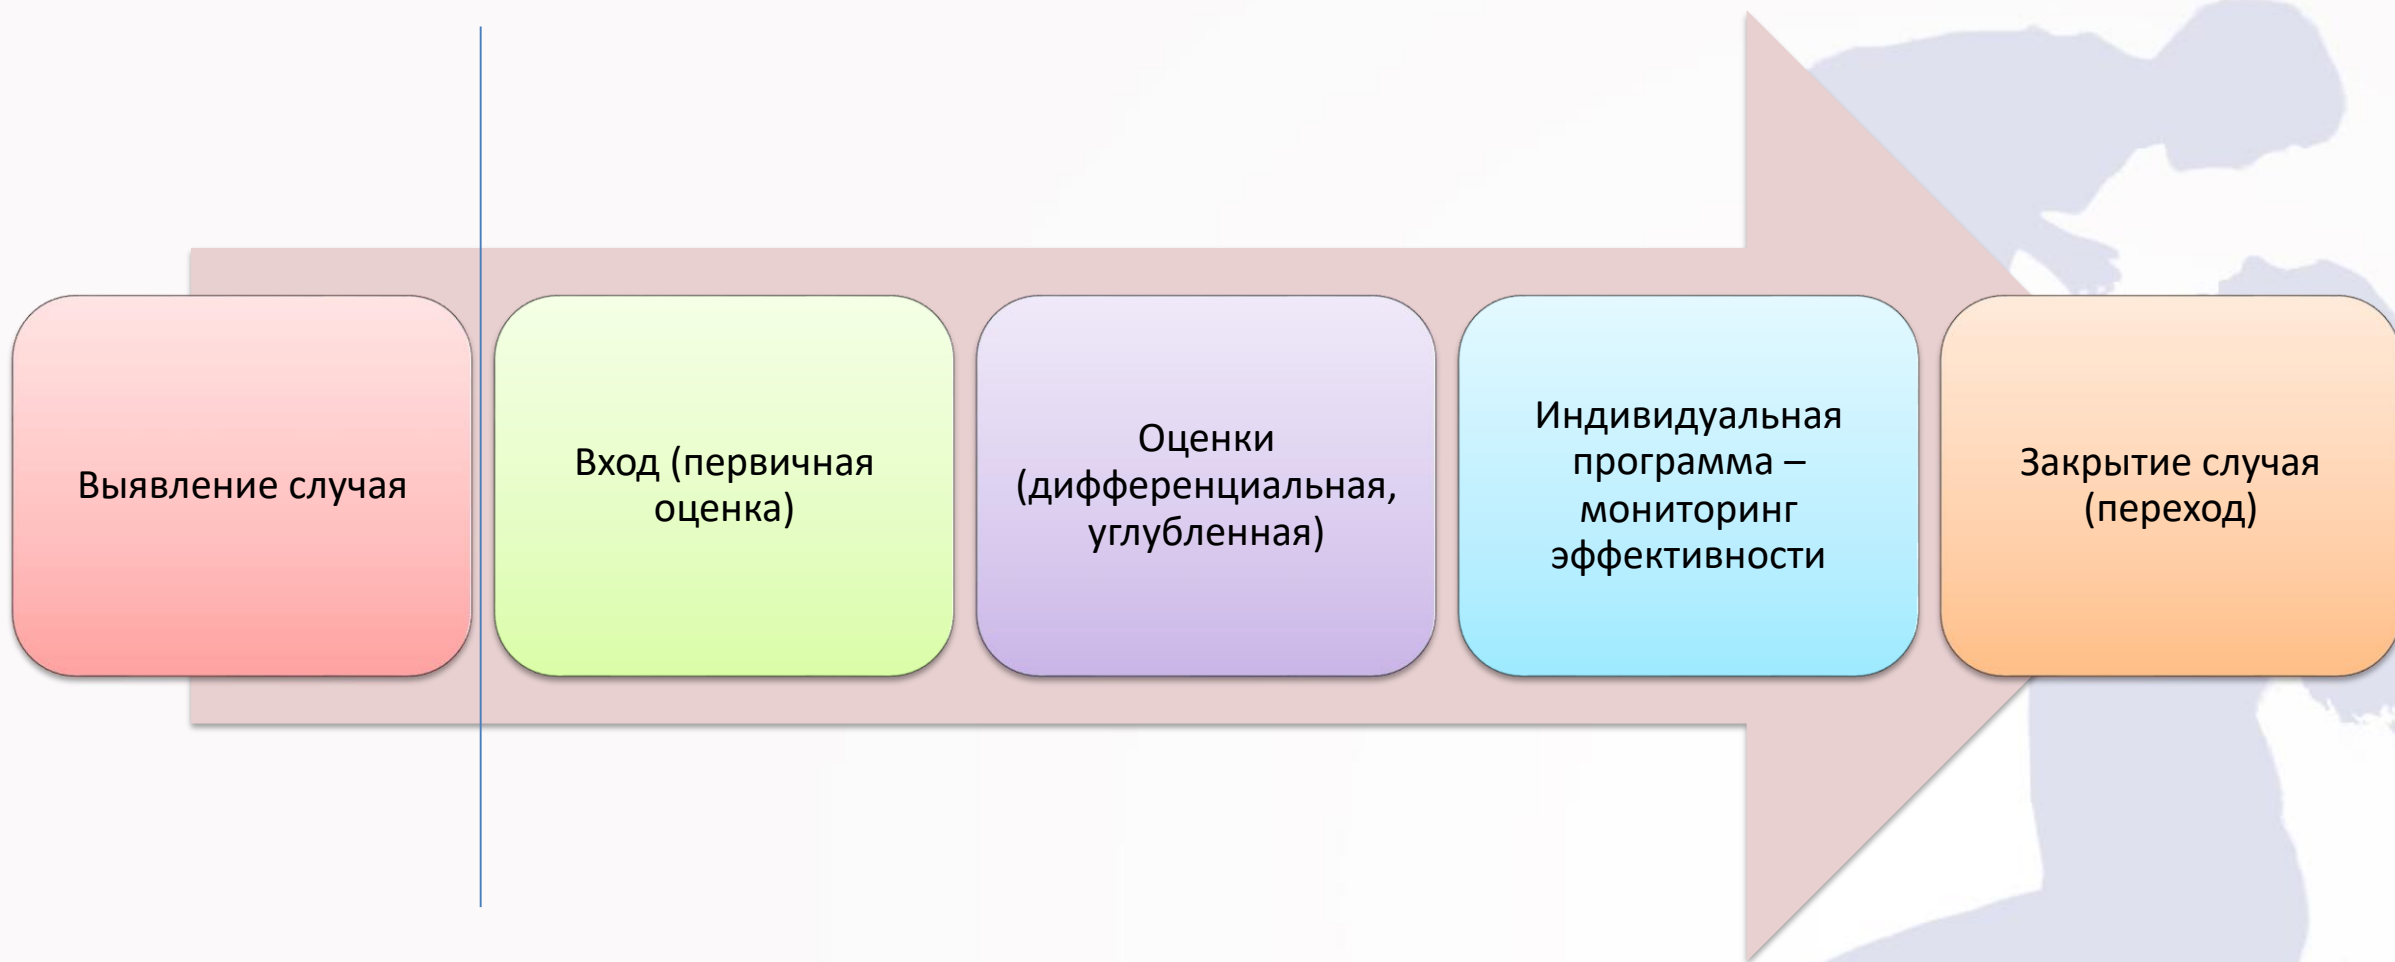 Выявление случая
Вход (первичная
оценка)
Оценки
(дифференциальная,
углубленная)
Индивидуальная
программа –
мониторинг
эффективности
Закрытие случая
(переход)